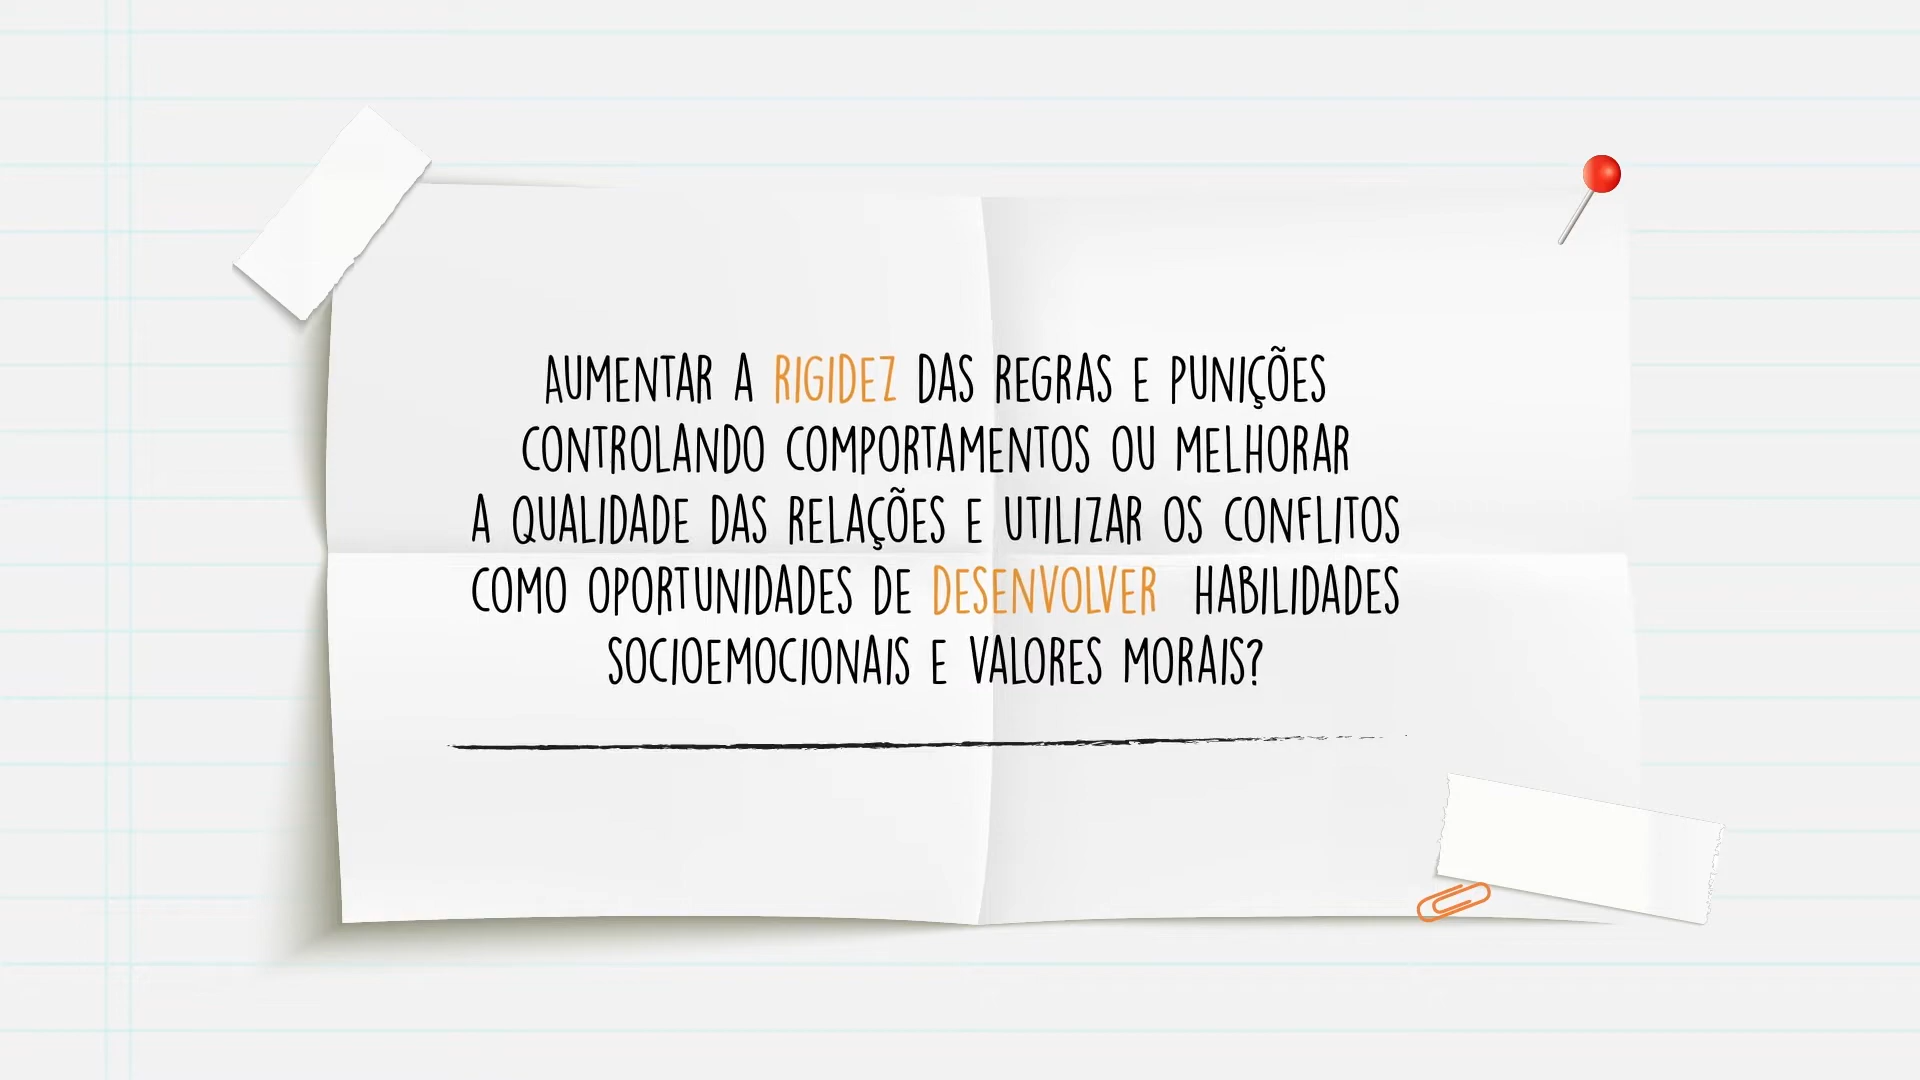 AUMENTAR A RIGIDEZ DAS REGRAS E PUNIÇÕES
CONTROLANDO COMPORTAMENTOS OU MELHORAR
A QUALIDADE DAS RELAÇÕES E UTILIZAR OS CONFLITOS
COMO OPORTUNIDADES DE DESENVOLVER HABILIDADES
SOCIOEMOCIONAIS E VALORES MORAIS?